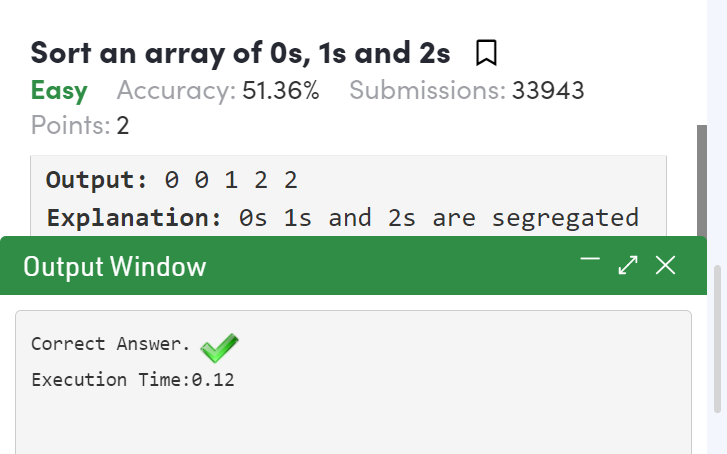 Sort an array of 0s, 1s and 2s
Easy Accuracy: 51.36% Submissions: 33943
Points: 2
Output: 0 0 1 2 2
Explanation: 0s 1s and 2s are segregated
Output Window
Correct Answer.
Execution Time:0.12